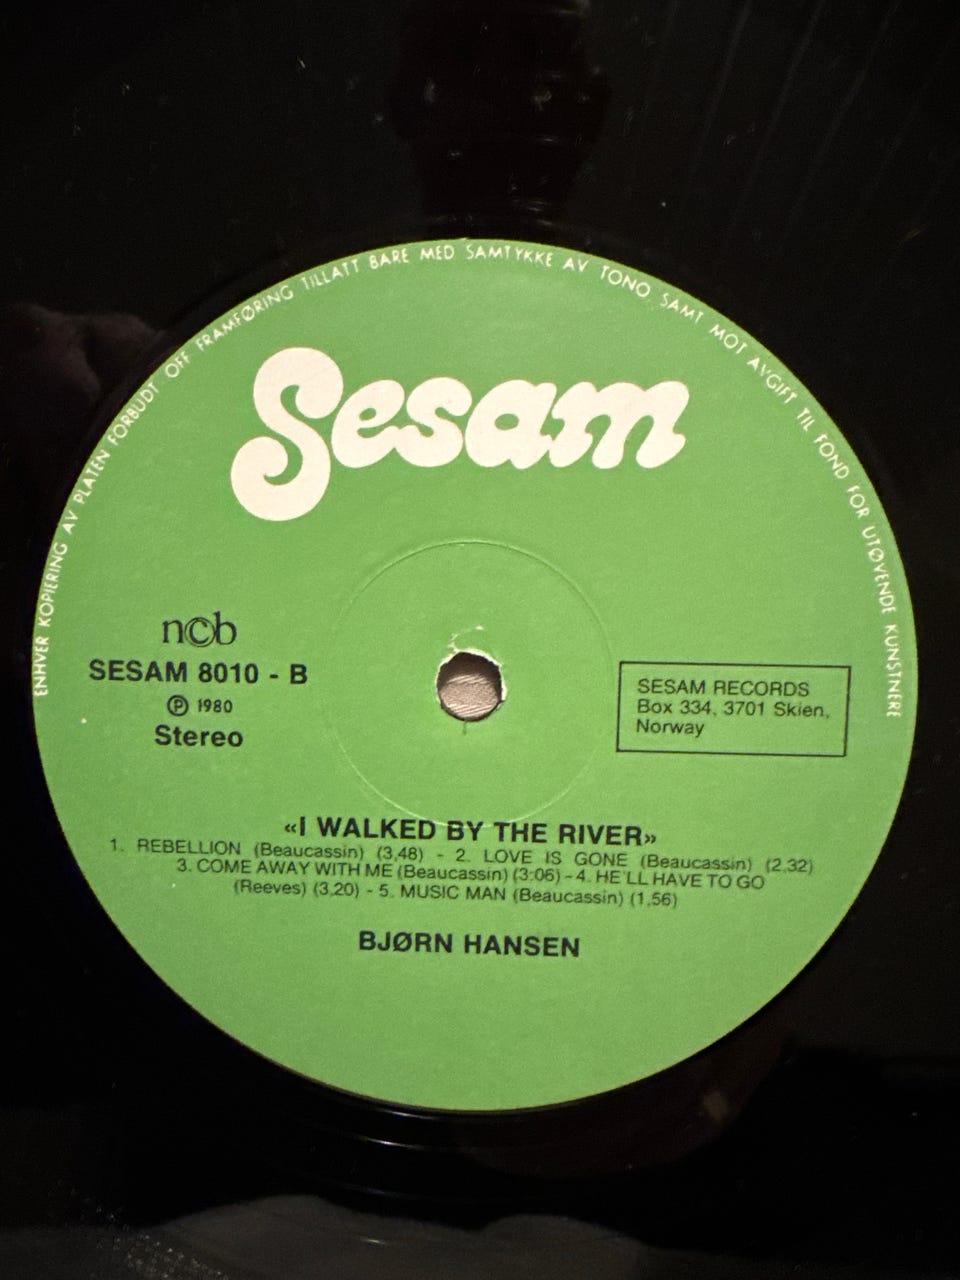 ENHVER KOPIERING AV PLATEN FORBUDT OFF FRAMFØRING TILLATT BARE MED SAMTYKKE AV TONO SAMT MOT AVGIFT TIL FOND FOR UTØVENDE KUNSTNERE
Sesam
n©b
SESAM 8010 - B
℗ 1980
Stereo
SESAM RECORDS
Box 334, 3701 Skien,
Norway
«I WALKED BY THE RIVER»
1. REBELLION (Beaucassin) (3,48) - 2. LOVE IS GONE (Beaucassin) (2,32)
3. COME AWAY WITH ME (Beaucassin) (3:06) - 4. HE'LL HAVE TO GO
(Reeves) (3.20) - 5. MUSIC MAN (Beaucassin) (1,56)
BJØRN HANSEN